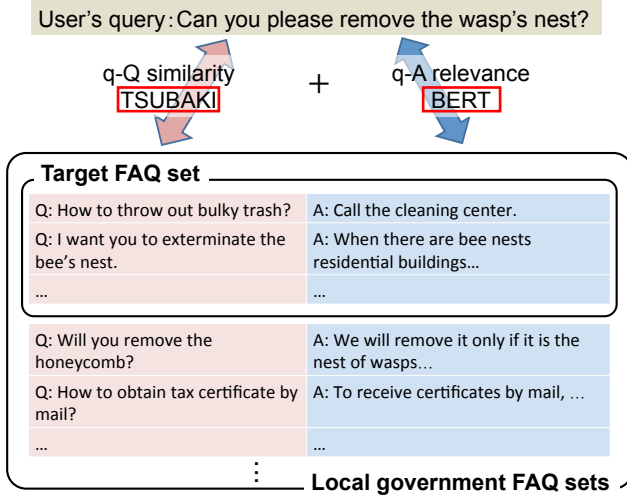 User's query : Can you please remove the wasp's nest?
q-Q similarity
TSUBAKI
+
q-A relevance
BERT
Target FAQ set
Q: How to throw out bulky trash?
A: Call the cleaning center.
Q: I want you to exterminate the
bee's nest.
A: When there are bee nests
residential buildings...
...
...
Q: Will you remove the
honeycomb?
A: We will remove it only if it is the
nest of wasps...
Q: How to obtain tax certificate by
mail?
A: To receive certificates by mail, ...
...
...
⋮
Local government FAQ sets